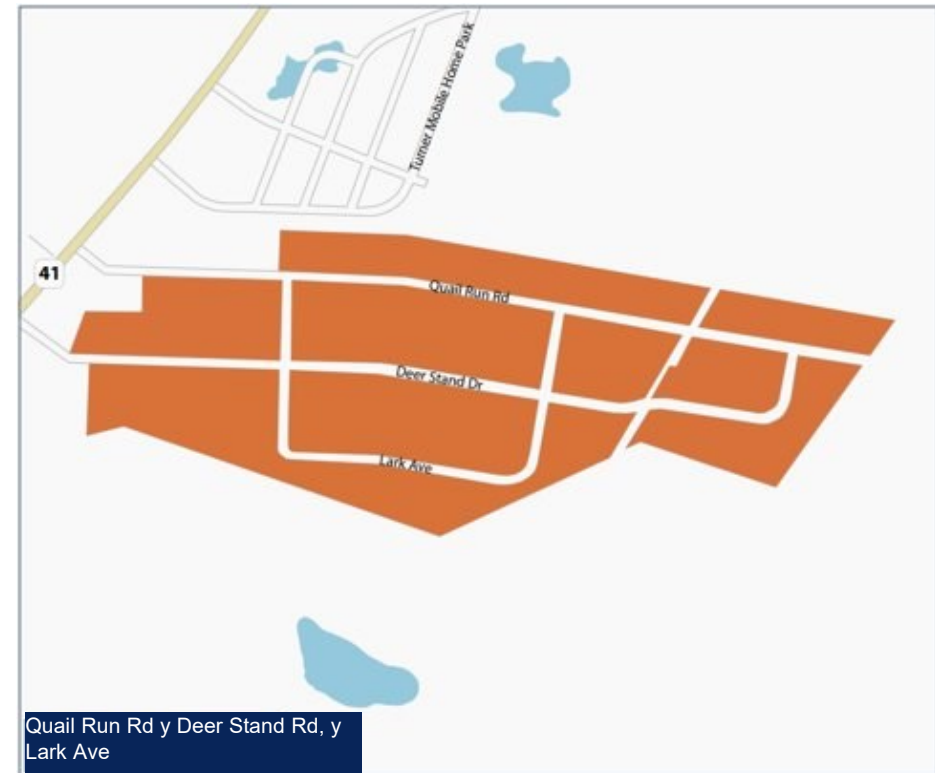 Turner Mobile Home Park
41
Quail Run Rd
Deer Stand Dr
Lark Ave
Quail Run Rd y Deer Stand Rd, y
Lark Ave